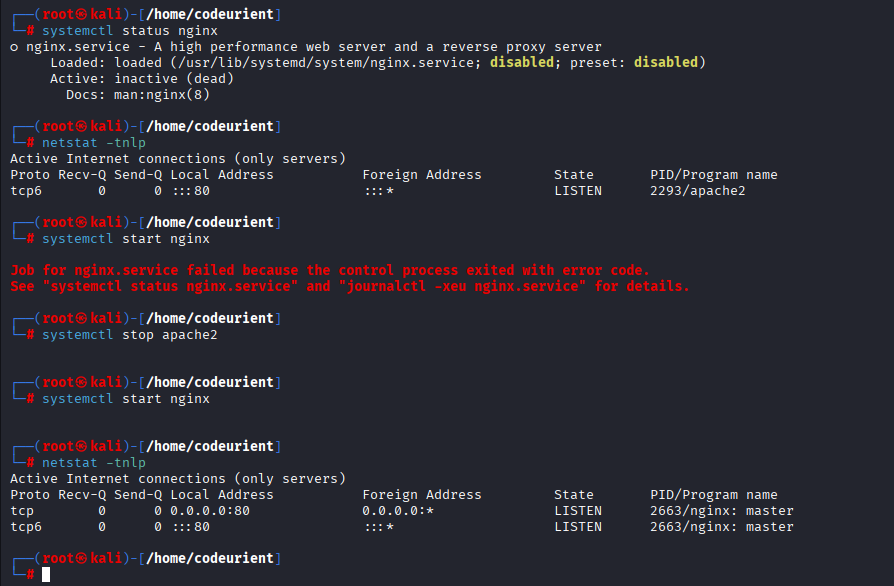 ┌──(root㉿kali)-[/home/codeurient]
└─# systemctl status nginx
○ nginx.service - A high performance web server and a reverse proxy server
     Loaded: loaded (/usr/lib/systemd/system/nginx.service; disabled; preset: disabled)
     Active: inactive (dead)
       Docs: man:nginx(8)

┌──(root㉿kali)-[/home/codeurient]
└─# netstat -tnlp
Active Internet connections (only servers)
Proto Recv-Q Send-Q Local Address           Foreign Address         State       PID/Program name
tcp6       0      0 :::80                   :::*                    LISTEN      2293/apache2

┌──(root㉿kali)-[/home/codeurient]
└─# systemctl start nginx

Job for nginx.service failed because the control process exited with error code.
See "systemctl status nginx.service" and "journalctl -xeu nginx.service" for details.

┌──(root㉿kali)-[/home/codeurient]
└─# systemctl stop apache2

┌──(root㉿kali)-[/home/codeurient]
└─# systemctl start nginx

┌──(root㉿kali)-[/home/codeurient]
└─# netstat -tnlp
Active Internet connections (only servers)
Proto Recv-Q Send-Q Local Address           Foreign Address         State       PID/Program name
tcp        0      0 0.0.0.0:80              0.0.0.0:*               LISTEN      2663/nginx: master
tcp6       0      0 :::80                   :::*                    LISTEN      2663/nginx: master

┌──(root㉿kali)-[/home/codeurient]
└─#